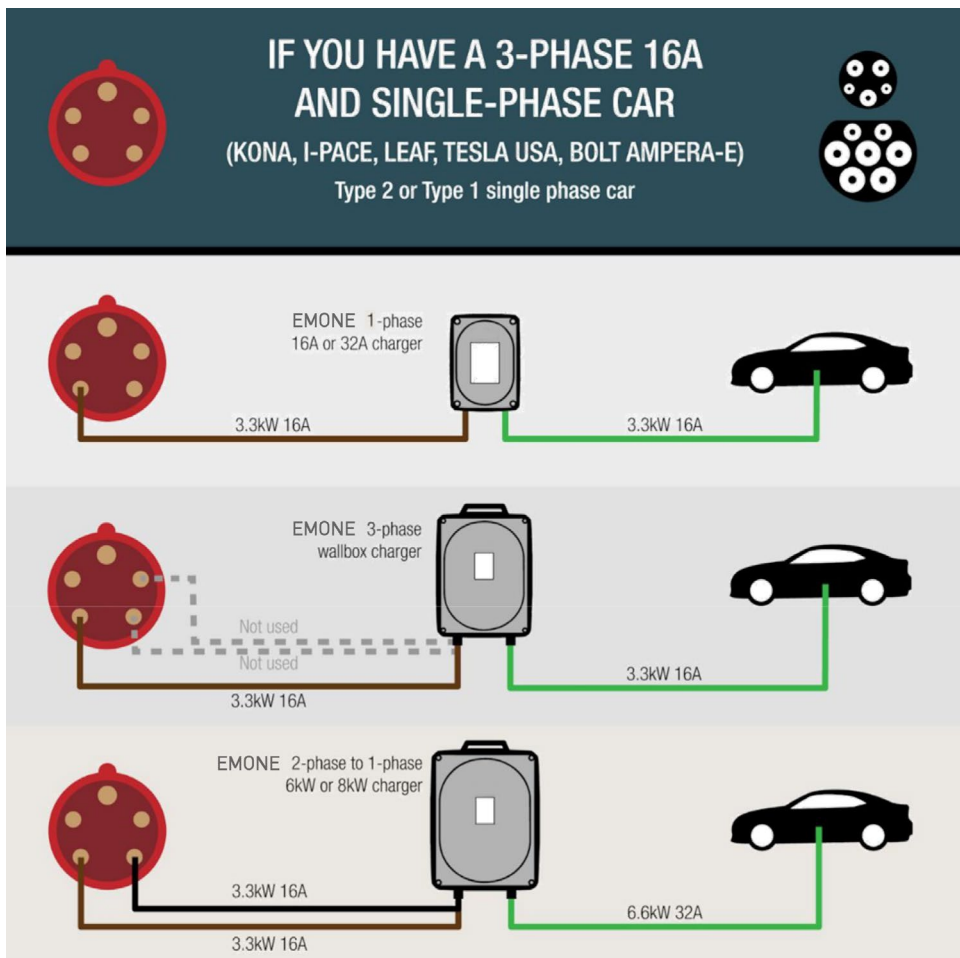 IF YOU HAVE A 3-PHASE 16A
AND SINGLE-PHASE CAR
(KONA, I-PACE, LEAF, TESLA USA, BOLT AMPERA-E)
Type 2 or Type 1 single phase car
EMONE 1-phase
16A or 32A charger
3.3kW 16A
3.3kW 16A
EMONE 3-phase
wallbox charger
Not used
Not used
3.3kW 16A
3.3kW 16A
EMONE 2-phase to 1-phase
6kW or 8kW charger
3.3kW 16A
6.6kW 32A
3.3kW 16A